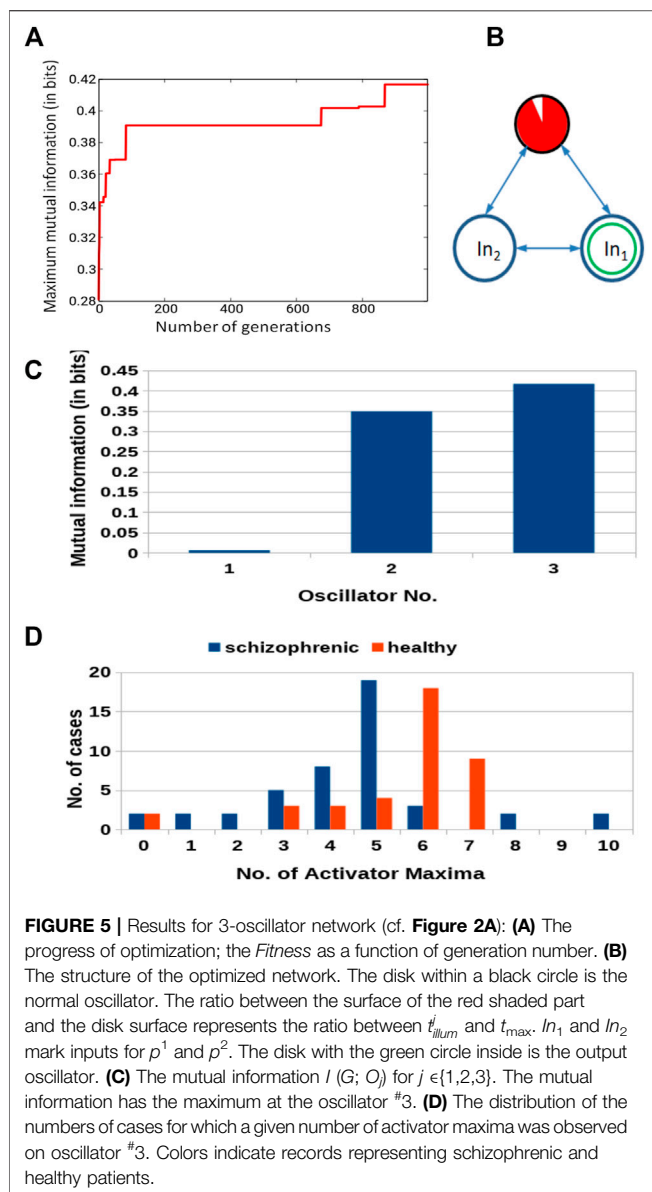 A
Maximum mutual information (in bits)
0.42
0.4
0.38
0.36
0.34
0.32
0.3
0.28
0
200
400
600
800
Number of generations
B
In₂
In₁
C
Mutual information (in bits)
0.45
0.4
0.35
0.3
0.25
0.2
0.15
0.1
0.05
0
1
2
3
Oscillator No.
D
schizophrenic healthy
No. of cases
20
15
10
5
0
0 1 2 3 4 5 6 7 8 9 10
No. of Activator Maxima
FIGURE 5 | Results for 3-oscillator network (cf. Figure 2A): (A) The
progress of optimization; the Fitness as a function of generation number. (B)
The structure of the optimized network. The disk within a black circle is the
normal oscillator. The ratio between the surface of the red shaded part
and the disk surface represents the ratio between tʲillum and tmax. In₁ and In₂
mark inputs for p¹ and p². The disk with the green circle inside is the output
oscillator. (C) The mutual information I (G; Oⱼ) for j ϵ{1,2,3}. The mutual
information has the maximum at the oscillator #3. (D) The distribution of the
numbers of cases for which a given number of activator maxima was observed
on oscillator #3. Colors indicate records representing schizophrenic and
healthy patients.